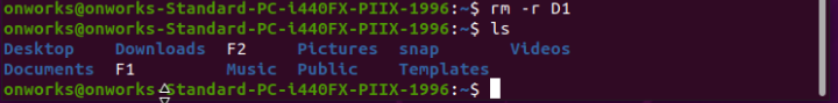 onworks@onworks-Standard-PC-i440FX-PIIX-1996:~$ rm -r D1
onworks@onworks-Standard-PC-i440FX-PIIX-1996:~$ ls
Desktop    Downloads  F2     Pictures  snap       Videos
Documents  F1         Music  Public    Templates
onworks@onworks-Standard-PC-i440FX-PIIX-1996:~$